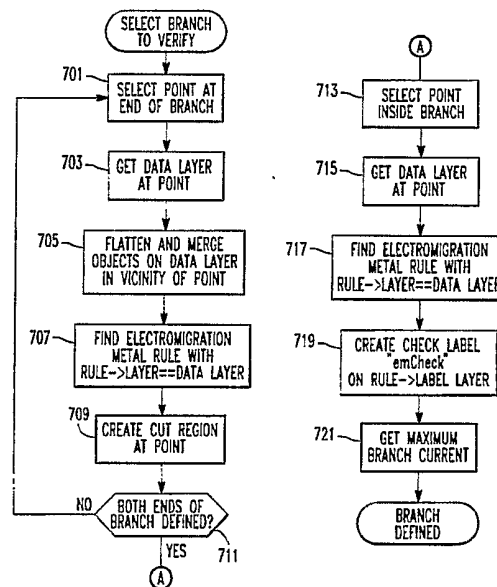 SELECT BRANCH
TO VERIFY
701
SELECT POINT AT
END OF BRANCH
703
GET DATA LAYER
AT POINT
705
FLATTEN AND MERGE
OBJECTS ON DATA LAYER
IN VICINITY OF POINT
707
FIND ELECTROMIGRATION
METAL RULE WITH
RULE->LAYER==DATA LAYER
709
CREATE CUT REGION
AT POINT
NO
BOTH ENDS OF
BRANCH DEFINED?
711
YES
A
A
713
SELECT POINT
INSIDE BRANCH
715
GET DATA LAYER
AT POINT
717
FIND ELECTROMIGRATION
METAL RULE WITH
RULE->LAYER==DATA LAYER
719
CREATE CHECK LABEL
"emCheck"
ON RULE->LABEL LAYER
721
GET MAXIMUM
BRANCH CURRENT
BRANCH
DEFINED